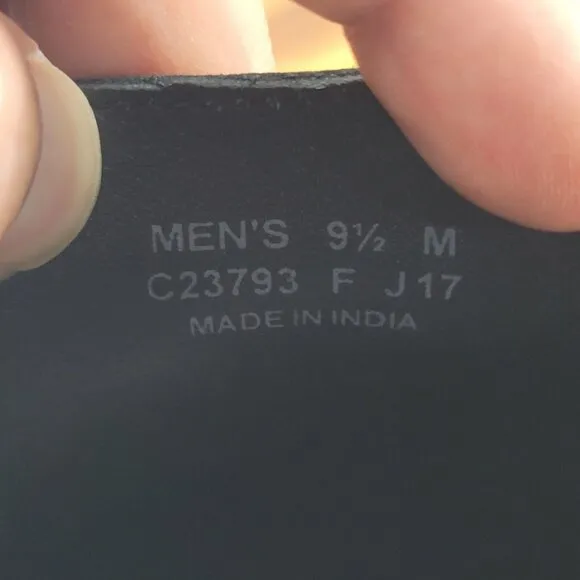 MEN'S 9½ M
C23793 F J17
MADE IN INDIA